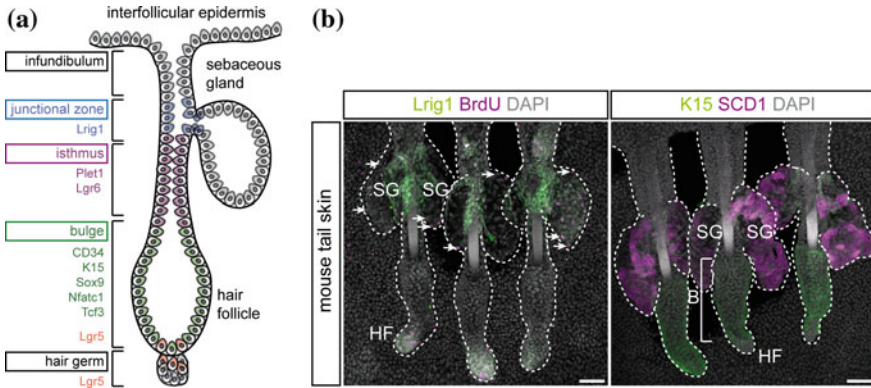 (a)
interfollicular epidermis
infundibulum
sebaceous
gland
junctional zone
Lrig1
isthmus
Plet1
Lgr6
bulge
CD34
K15
Sox9
Nfatc1
Tcf3
Lgr5
hair
follicle
hair germ
Lgr5
(b)
Lrig1 BrdU DAPI
K15 SCD1 DAPI
mouse tail skin
SG SG
HF
SG SG
B
HF